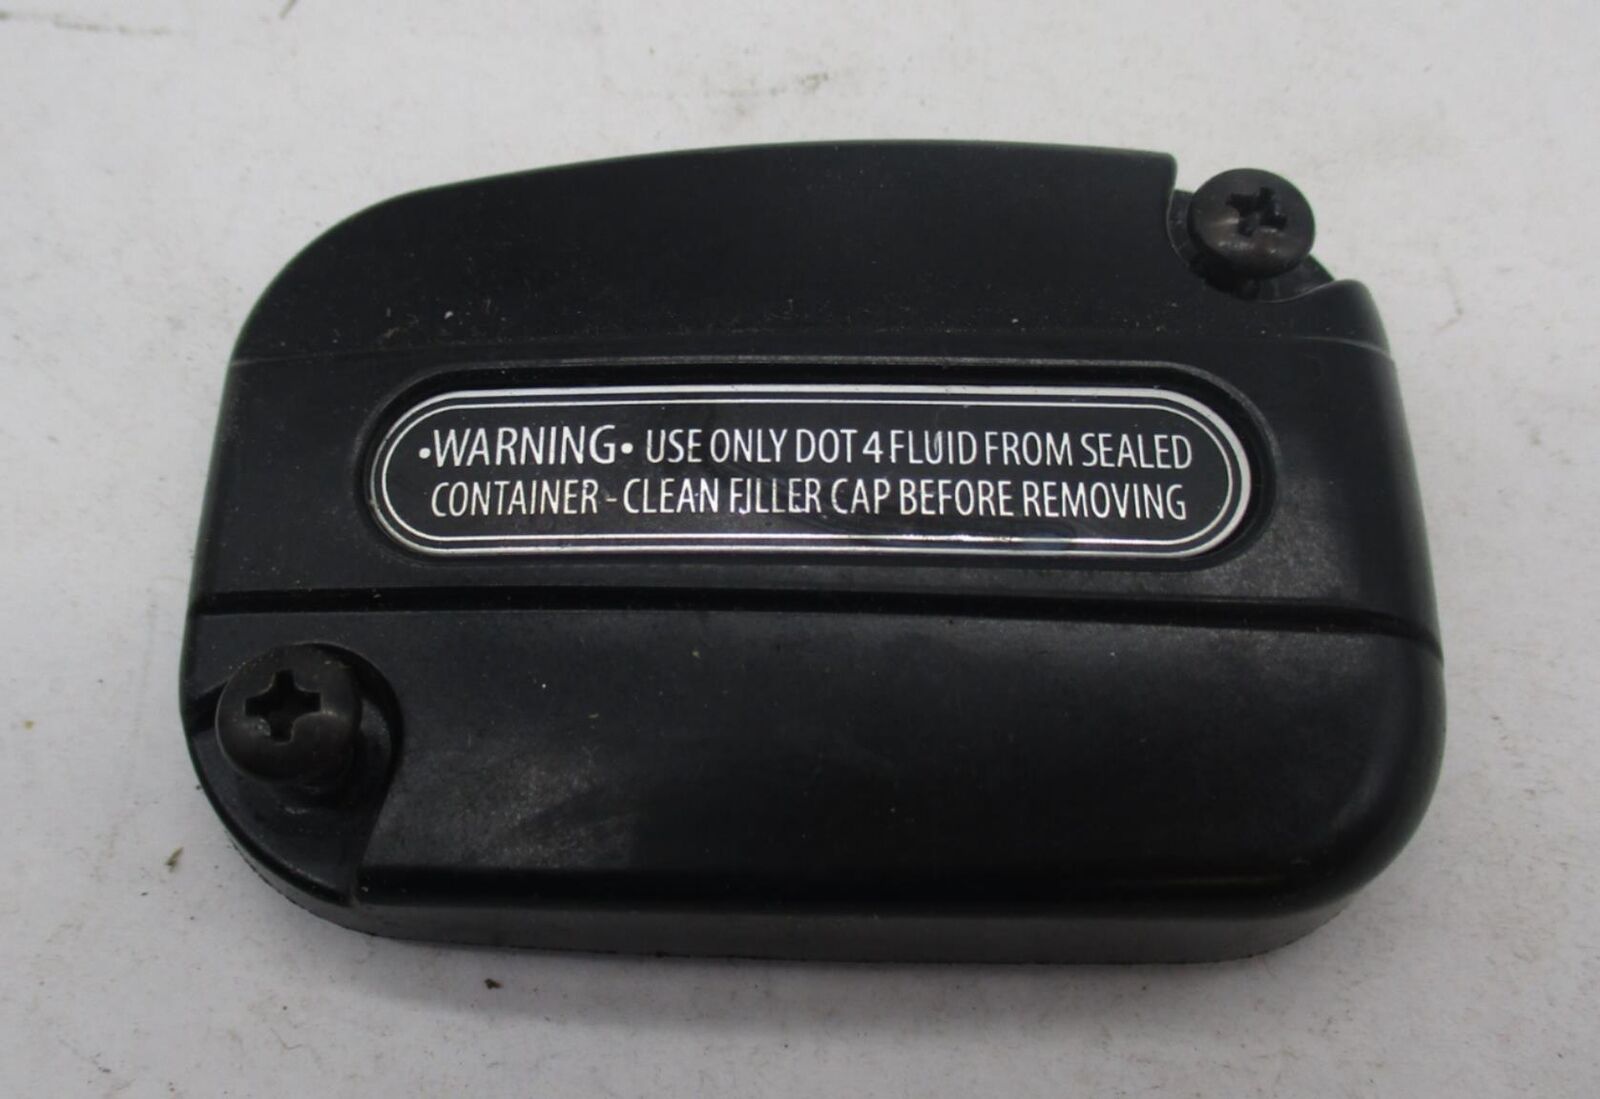 •WARNING• USE ONLY DOT 4 FLUID FROM SEALED
CONTAINER - CLEAN FILLER CAP BEFORE REMOVING